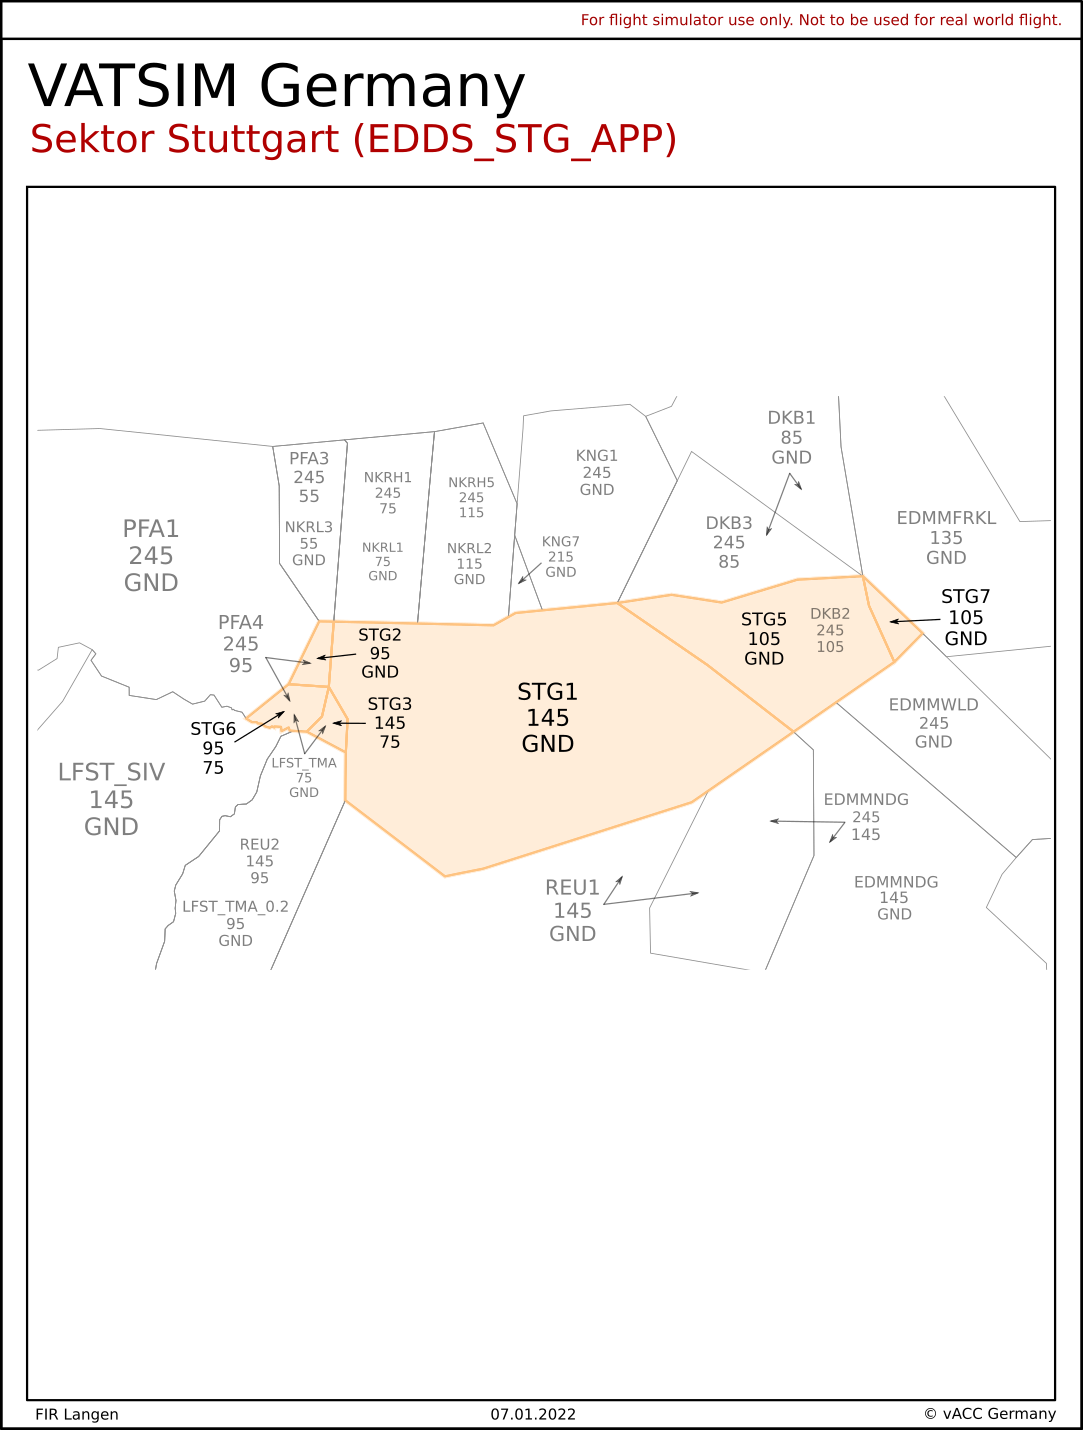 For flight simulator use only. Not to be used for real world flight.
VATSIM Germany
Sektor Stuttgart (EDDS_STG_APP)
DKB1
85
GND
PFA3
245
55
NKRH1
245
75
NKRH5
245
115
KNG1
245
GND
PFA1
245
GND
NKRL3
55
GND
NKRL1
75
GND
NKRL2
115
GND
KNG7
215
GND
DKB3
245
85
EDMMFRKL
135
GND
PFA4
245
95
STG2
95
GND
STG5
105
GND
DKB2
245
105
STG7
105
GND
STG1
145
GND
STG3
145
75
STG6
95
75
EDMMWLD
245
GND
LFST_SIV
145
GND
LFST_TMA
75
GND
EDMMNDG
245
145
REU2
145
95
LFST_TMA_0.2
95
GND
REU1
145
GND
EDMMNDG
145
GND
FIR Langen
07.01.2022
© vACC Germany